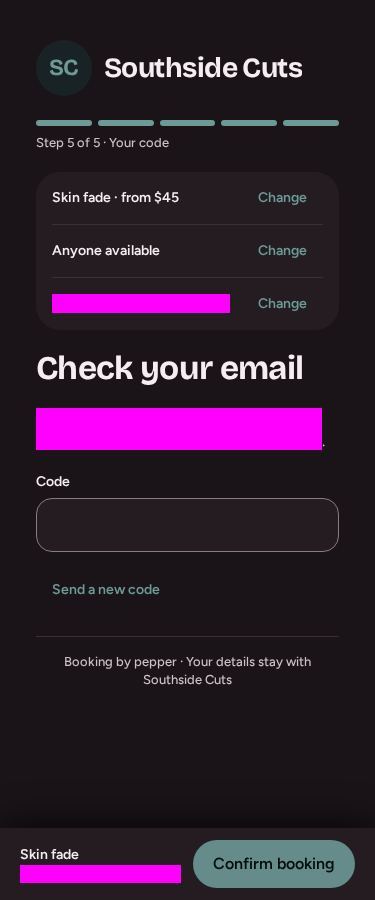 SC
Southside Cuts
Step 5 of 5 · Your code
Skin fade · from $45
Change
Anyone available
Change
Change
Check your email
.
Code
Send a new code
Booking by pepper · Your details stay with
Southside Cuts
Skin fade
Confirm booking